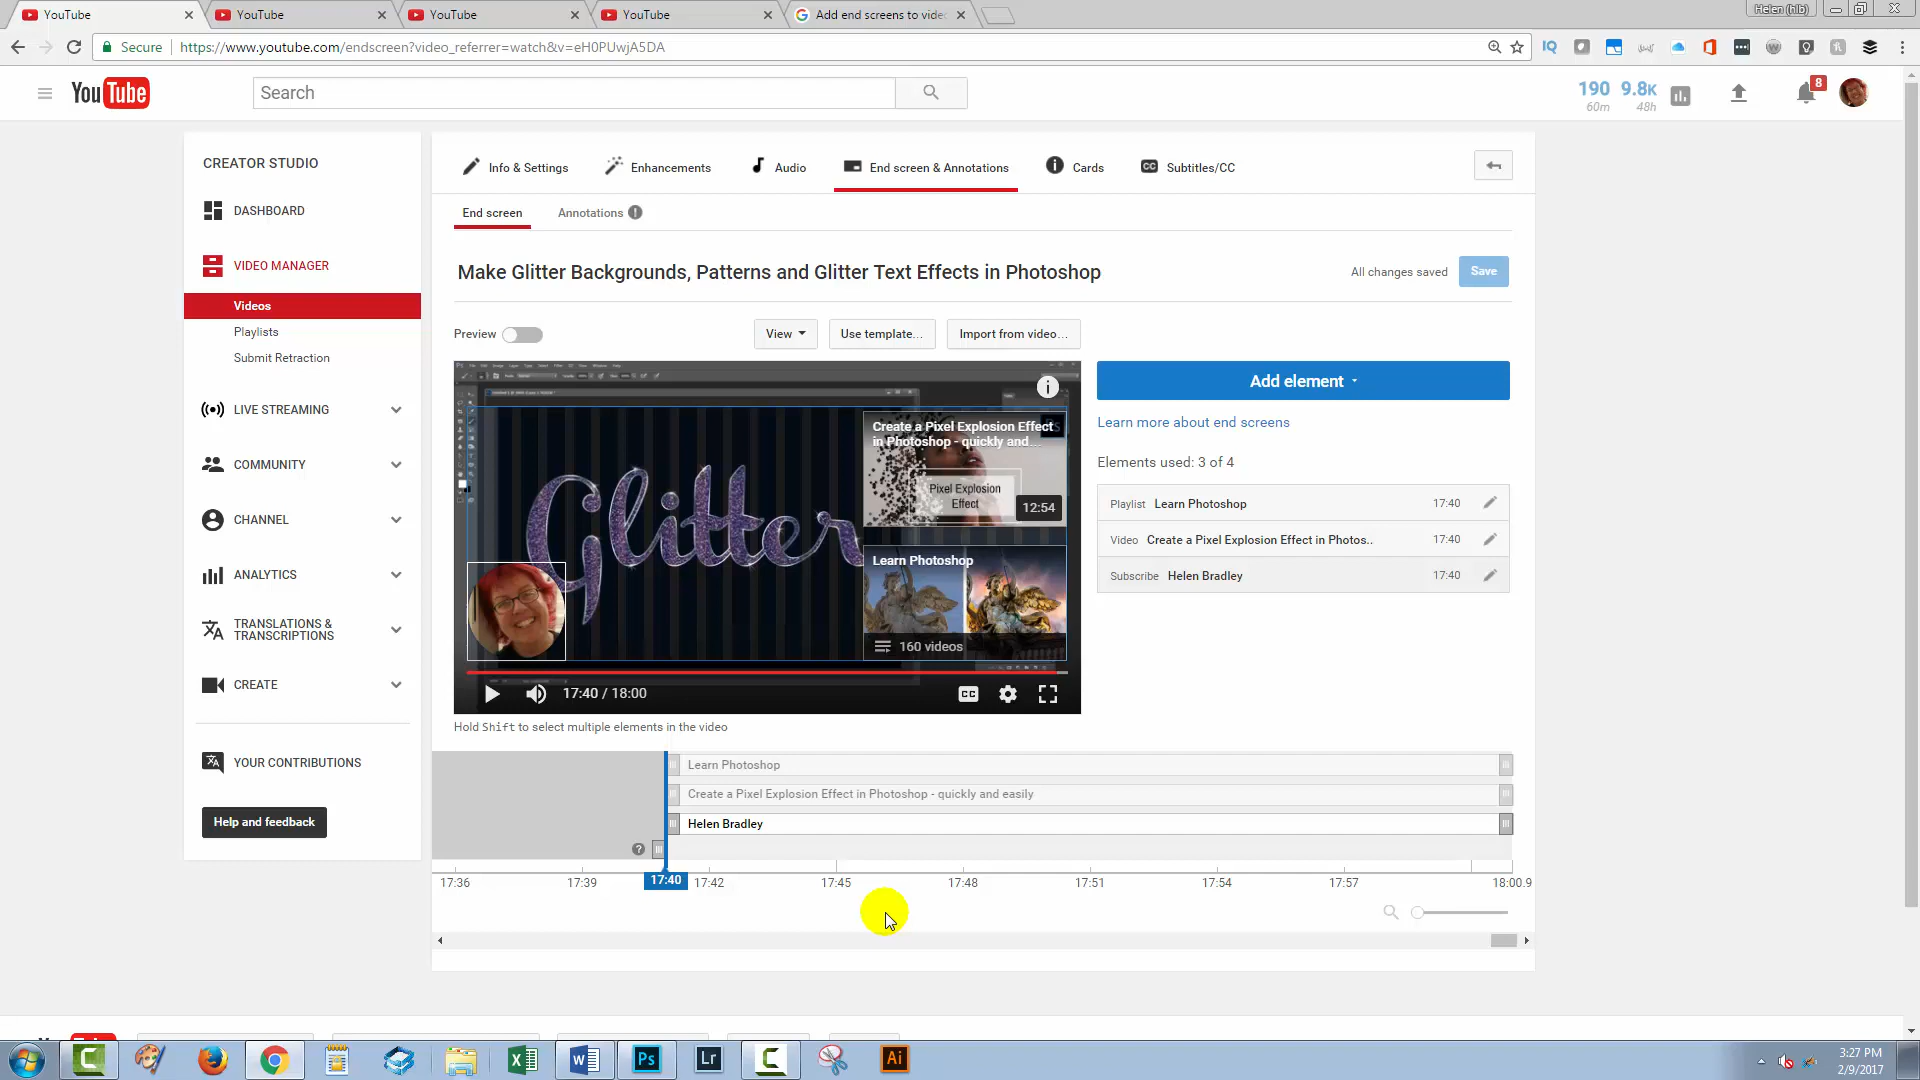 YouTube
YouTube
YouTube
YouTube
Add end screens to vide
Helen (hlb)
Secure
https://www.youtube.com/endscreen?video_referrer=watch&v=eH0PUwjA5DA
YouTube
Search
190
60m
9.8K
48h
8
CREATOR STUDIO
DASHBOARD
VIDEO MANAGER
Videos
Playlists
Submit Retraction
LIVE STREAMING
COMMUNITY
CHANNEL
ANALYTICS
TRANSLATIONS &
TRANSCRIPTIONS
CREATE
YOUR CONTRIBUTIONS
Help and feedback
Info & Settings
Enhancements
Audio
End screen & Annotations
Cards
CC
Subtitles/CC
End screen
Annotations
Make Glitter Backgrounds, Patterns and Glitter Text Effects in Photoshop
All changes saved
Save
Preview
View
Use template...
Import from video...
Glitter
Create a Pixel Explosion Effect
in Photoshop - quickly and...
Pixel Explosion
Effect
12:54
Learn Photoshop
160 videos
17:40 / 18:00
CC
Hold Shift to select multiple elements in the video
Add element
Learn more about end screens
Elements used: 3 of 4
Playlist Learn Photoshop 17:40
Video Create a Pixel Explosion Effect in Photos.. 17:40
Subscribe Helen Bradley 17:40
Learn Photoshop
Create a Pixel Explosion Effect in Photoshop - quickly and easily
Helen Bradley
17:36
17:39
17:40
17:42
17:45
17:48
17:51
17:54
17:57
18:00.9
Ps
Lr
Ai
3:27 PM
2/9/2017